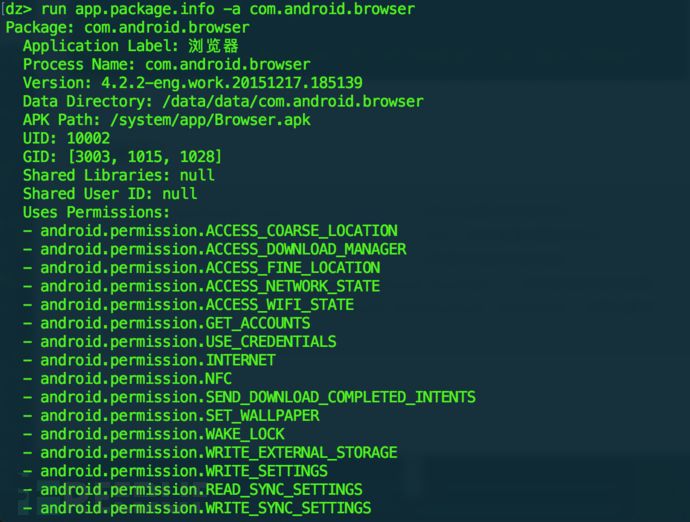 [dz> run app.package.info -a com.android.browser
Package: com.android.browser
Application Label: 浏览器
Process Name: com.android.browser
Version: 4.2.2-eng.work.20151217.185139
Data Directory: /data/data/com.android.browser
APK Path: /system/app/Browser.apk
UID: 10002
GID: [3003, 1015, 1028]
Shared Libraries: null
Shared User ID: null
Uses Permissions:
- android.permission.ACCESS_COARSE_LOCATION
- android.permission.ACCESS_DOWNLOAD_MANAGER
- android.permission.ACCESS_FINE_LOCATION
- android.permission.ACCESS_NETWORK_STATE
- android.permission.ACCESS_WIFI_STATE
- android.permission.GET_ACCOUNTS
- android.permission.USE_CREDENTIALS
- android.permission.INTERNET
- android.permission.NFC
- android.permission.SEND_DOWNLOAD_COMPLETED_INTENTS
- android.permission.SET_WALLPAPER
- android.permission.WAKE_LOCK
- android.permission.WRITE_EXTERNAL_STORAGE
- android.permission.WRITE_SETTINGS
- android.permission.READ_SYNC_SETTINGS
- android.permission.WRITE_SYNC_SETTINGS